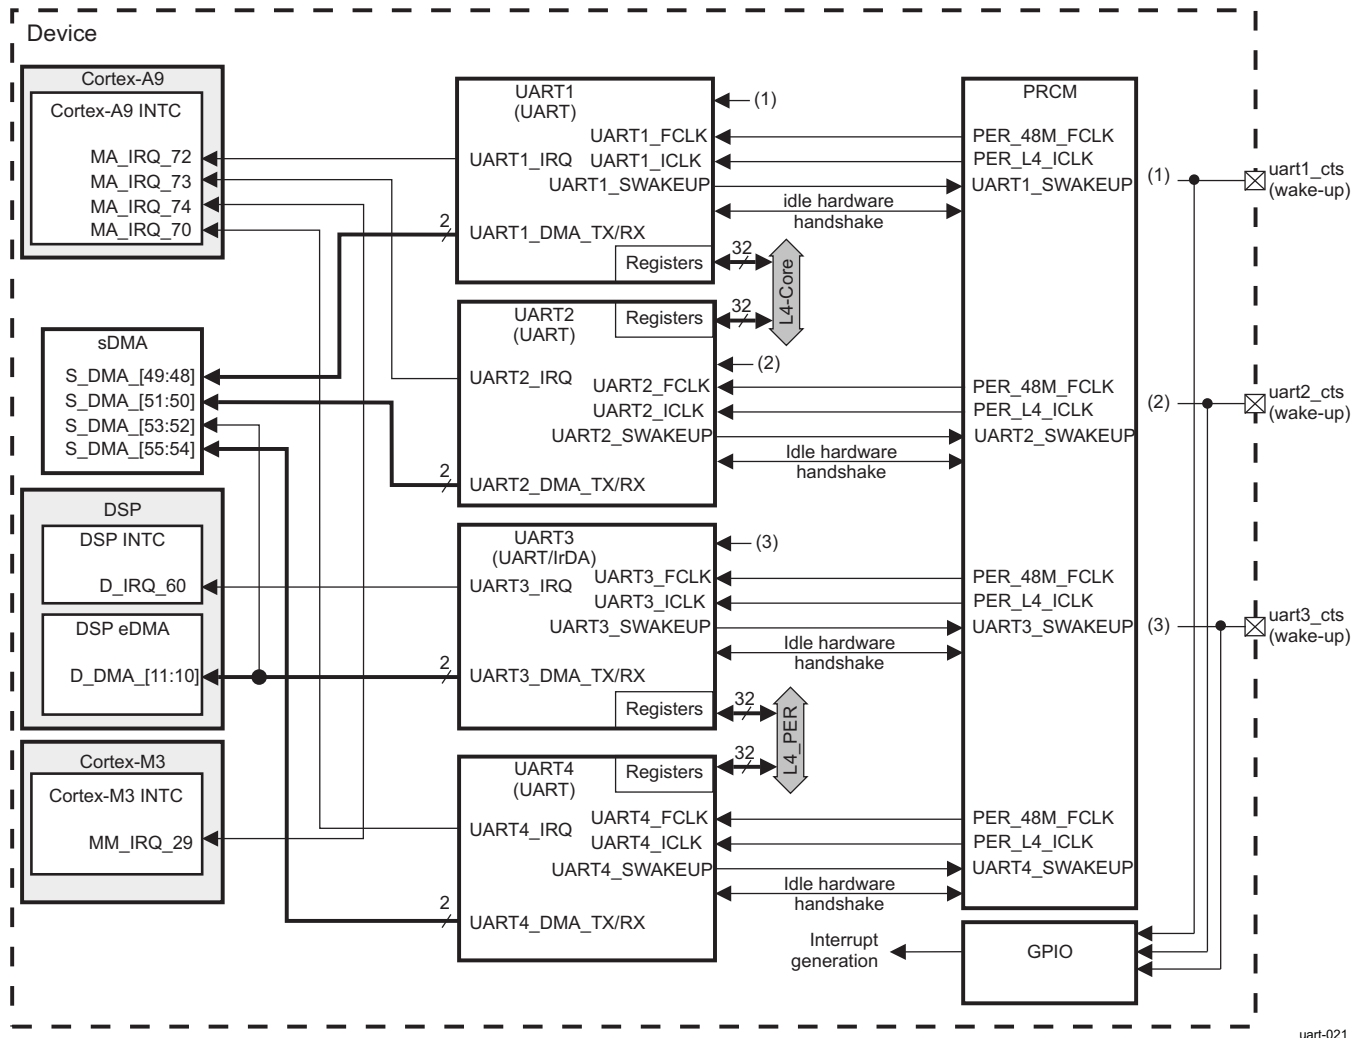 Device
Cortex-A9
Cortex-A9 INTC
MA_IRQ_72
MA_IRQ_73
MA_IRQ_74
MA_IRQ_70
sDMA
S_DMA_[49:48]
S_DMA_[51:50]
S_DMA_[53:52]
S_DMA_[55:54]
DSP
DSP INTC
D_IRQ_60
DSP eDMA
D_DMA_[11:10]
Cortex-M3
Cortex-M3 INTC
MM_IRQ_29
UART1
(UART)
(1)
UART1_FCLK
UART1_IRQ
UART1_ICLK
UART1_SWAKEUP
idle hardware
handshake
2
UART1_DMA_TX/RX
Registers
32
L4-Core
UART2
(UART)
Registers
32
(2)
UART2_IRQ
UART2_FCLK
UART2_ICLK
UART2_SWAKEUP
Idle hardware
handshake
2
UART2_DMA_TX/RX
UART3
(UART/IrDA)
(3)
UART3_IRQ
UART3_FCLK
UART3_ICLK
UART3_SWAKEUP
Idle hardware
handshake
2
UART3_DMA_TX/RX
Registers
32
L4_PER
UART4
(UART)
Registers
32
UART4_IRQ
UART4_FCLK
UART4_ICLK
UART4_SWAKEUP
Idle hardware
handshake
2
UART4_DMA_TX/RX
PRCM
PER_48M_FCLK
PER_L4_ICLK
UART1_SWAKEUP
PER_48M_FCLK
PER_L4_ICLK
UART2_SWAKEUP
PER_48M_FCLK
PER_L4_ICLK
UART3_SWAKEUP
PER_48M_FCLK
PER_L4_ICLK
UART4_SWAKEUP
(1)
uart1_cts
(wake-up)
(2)
uart2_cts
(wake-up)
(3)
uart3_cts
(wake-up)
Interrupt
generation
GPIO
uart-021